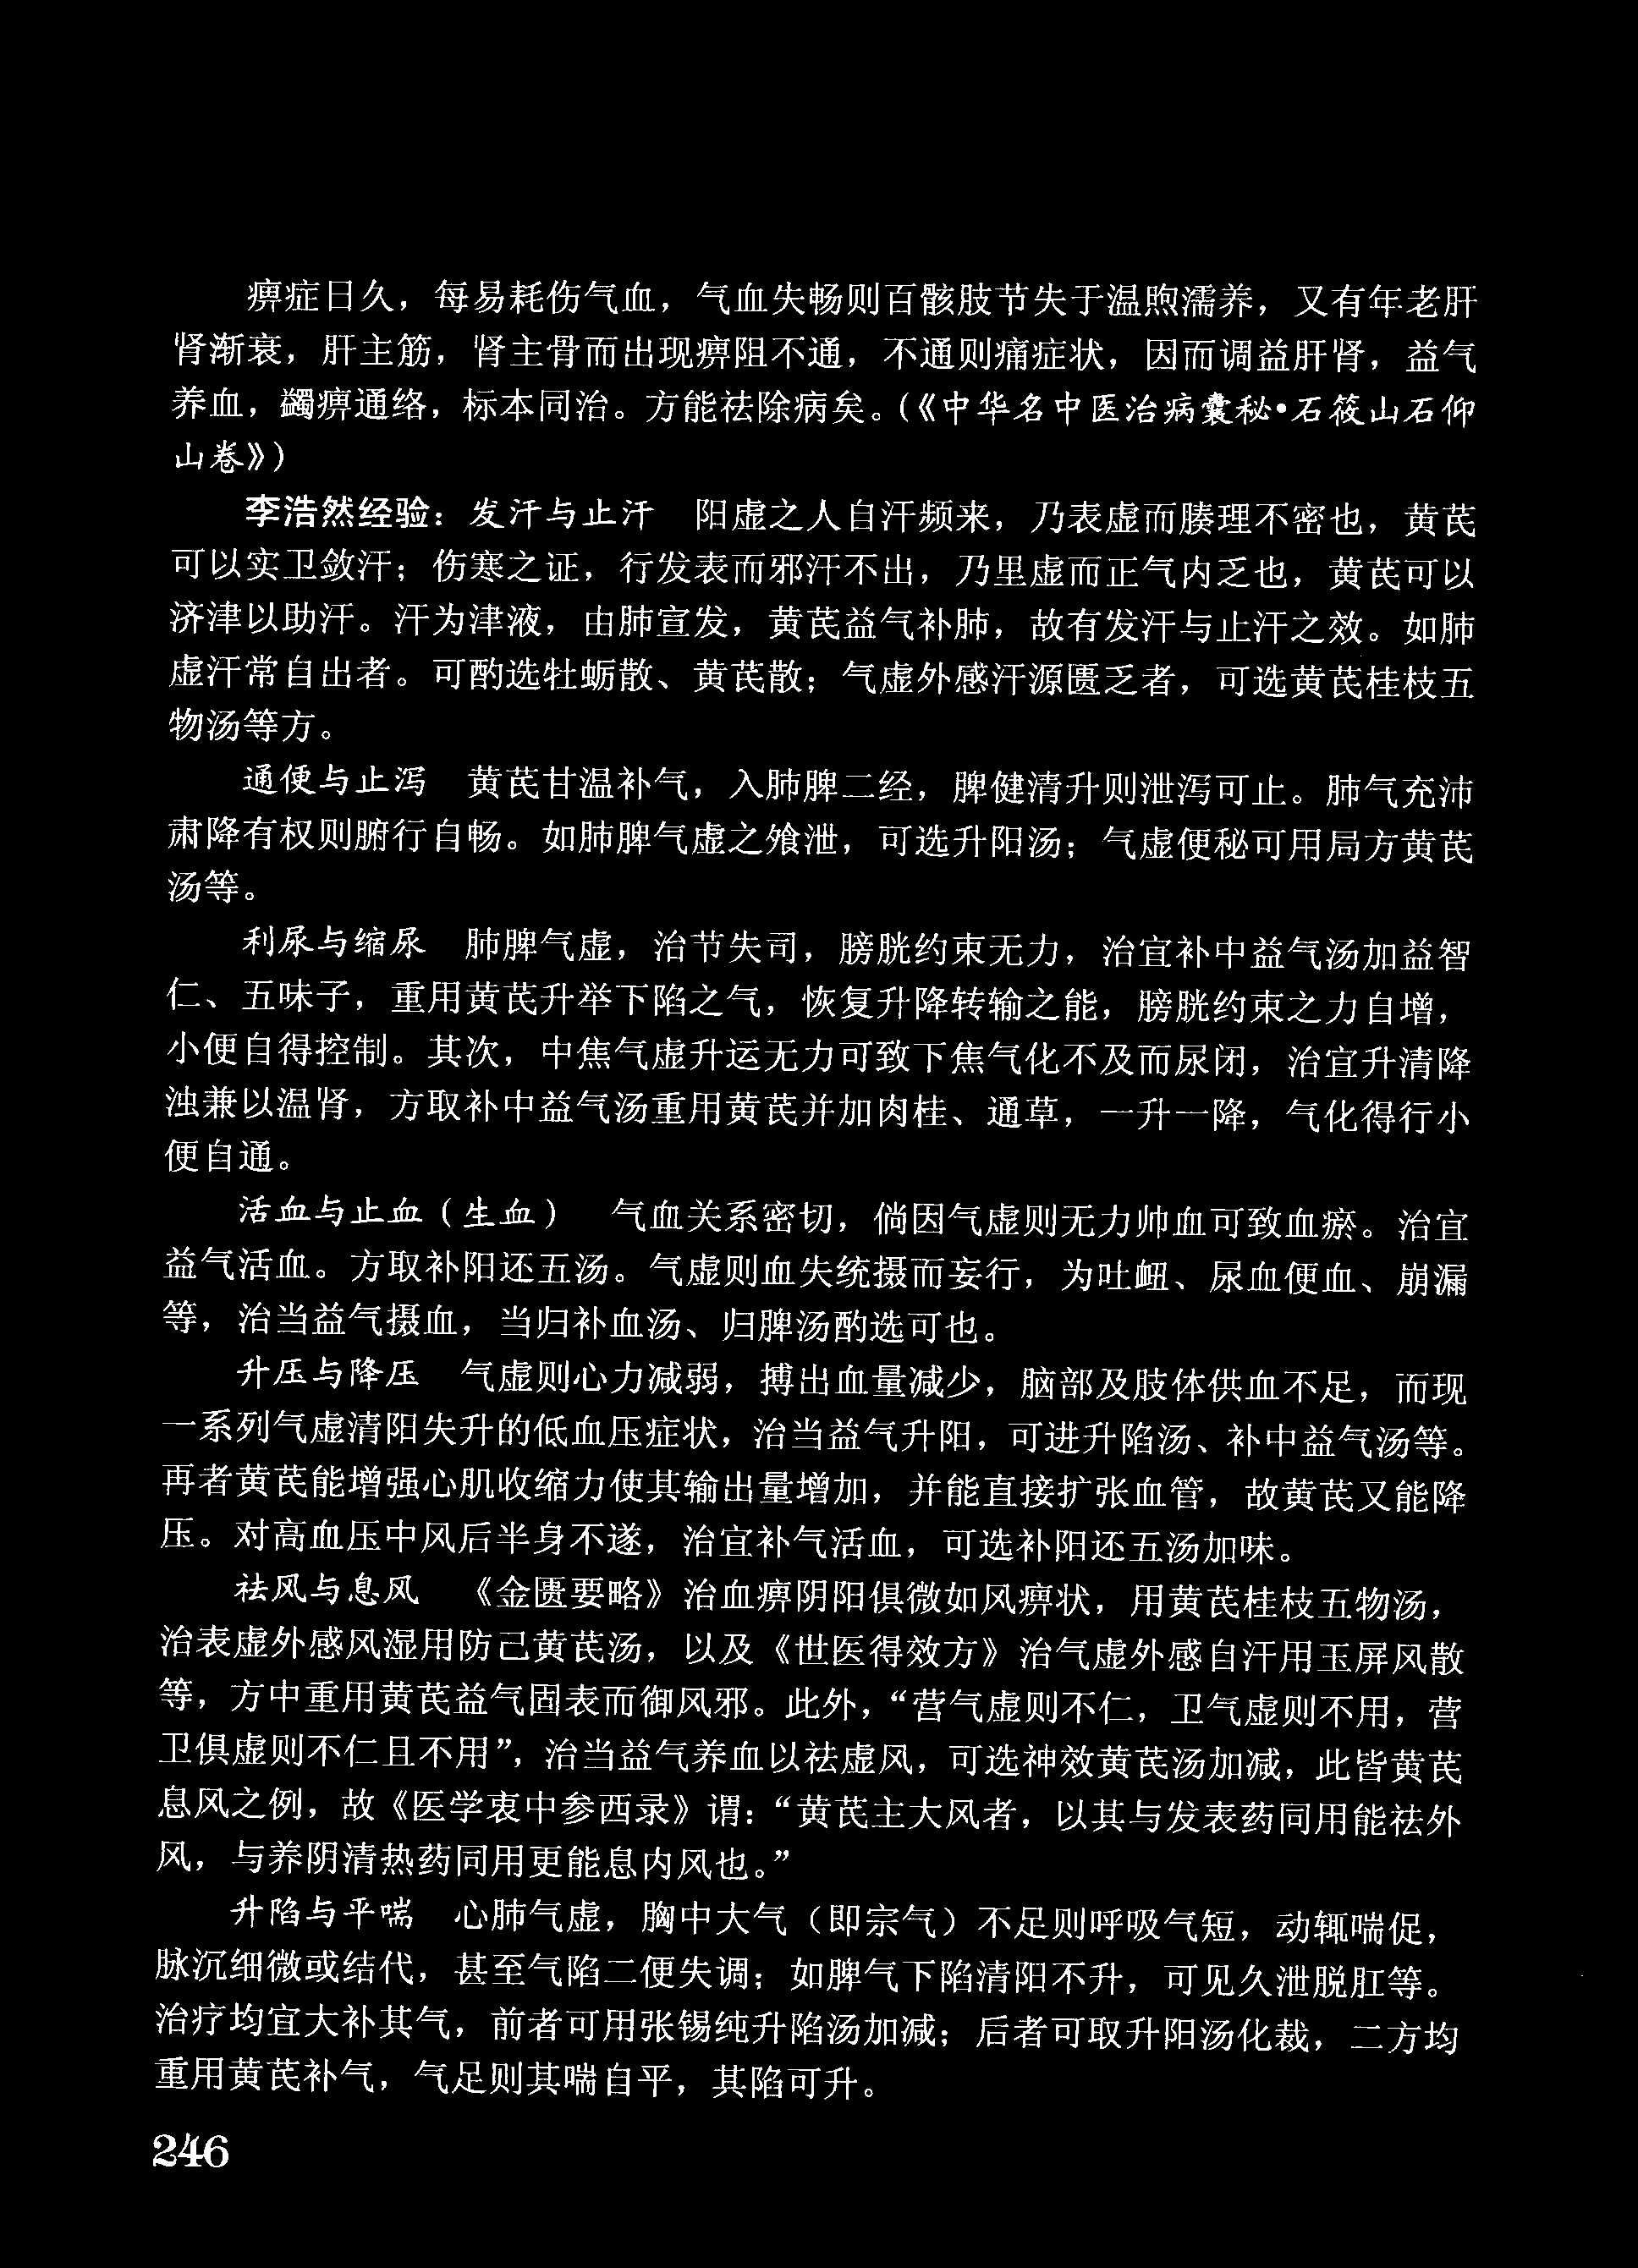 痹症日久，每易耗伤气血，气血失畅则百骸肢节失于温煦濡养，又有年老肝
肾渐衰，肝主筋，肾主骨而出现痹阻不通，不通则痛症状，因而调益肝肾，益气
养血，蠲痹通络，标本同治。方能祛除病矣。(《中华名中医治病囊秘•石筱山石仰
山卷》)
李浩然经验：发汗与止汗　阳虚之人自汗频来，乃表虚而腠理不密也，黄芪
可以实卫敛汗；伤寒之证，行发表而邪汗不出，乃里虚而正气内乏也，黄芪可以
济津以助汗。汗为津液，由肺宣发，黄芪益气补肺，故有发汗与止汗之效。如肺
虚汗常自出者。可酌选牡蛎散、黄芪散；气虚外感汗源匮乏者，可选黄芪桂枝五
物汤等方。
通便与止泻　黄芪甘温补气，入肺脾二经，脾健清升则泄泻可止。肺气充沛
肃降有权则腑行自畅。如肺脾气虚之飧泄，可选升阳汤；气虚便秘可用局方黄芪
汤等。
利尿与缩尿　肺脾气虚，治节失司，膀胱约束无力，治宜补中益气汤加益智
仁、五味子，重用黄芪升举下陷之气，恢复升降转输之能，膀胱约束之力自增，
小便自得控制。其次，中焦气虚升运无力可致下焦气化不及而尿闭，治宜升清降
浊兼以温肾，方取补中益气汤重用黄芪并加肉桂、通草，一升一降，气化得行小
便自通。
活血与止血（生血）　气血关系密切，倘因气虚则无力帅血可致血瘀。治宜
益气活血。方取补阳还五汤。气虚则血失统摄而妄行，为吐衄、尿血便血、崩漏
等，治当益气摄血，当归补血汤、归脾汤酌选可也。
升压与降压　气虚则心力减弱，搏出血量减少，脑部及肢体供血不足，而现
一系列气虚清阳失升的低血压症状，治当益气升阳，可进升陷汤、补中益气汤等。
再者黄芪能增强心肌收缩力使其输出量增加，并能直接扩张血管，故黄芪又能降
压。对高血压中风后半身不遂，治宜补气活血，可选补阳还五汤加味。
祛风与息风　《金匮要略》治血痹阴阳俱微如风痹状，用黄芪桂枝五物汤，
治表虚外感风湿用防己黄芪汤，以及《世医得效方》治气虚外感自汗用玉屏风散
等，方中重用黄芪益气固表而御风邪。此外，“营气虚则不仁，卫气虚则不用，营
卫俱虚则不仁且不用”，治当益气养血以祛虚风，可选神效黄芪汤加减，此皆黄芪
息风之例，故《医学衷中参西录》谓：“黄芪主大风者，以其与发表药同用能祛外
风，与养阴清热药同用更能息内风也。”
升陷与平喘　心肺气虚，胸中大气（即宗气）不足则呼吸气短，动辄喘促，
脉沉细微或结代，甚至气陷二便失调；如脾气下陷清阳不升，可见久泄脱肛等。
治疗均宜大补其气，前者可用张锡纯升陷汤加减；后者可取升阳汤化裁，二方均
重用黄芪补气，气足则其喘自平，其陷可升。
246